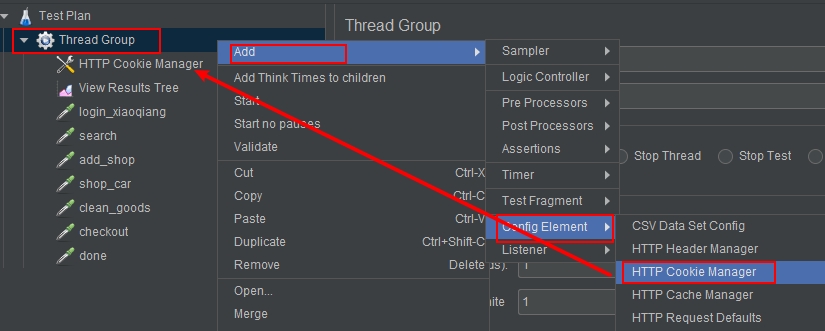 Test Plan
Thread Group
HTTP Cookie Manager
View Results Tree
login_xiaoqiang
search
add_shop
shop_car
clean_goods
checkout
done
Thread Group
Add
Add Think Times to children
Start
Start no pauses
Validate
Cut Ctrl-X
Copy Ctrl-C
Paste Ctrl-V
Duplicate Ctrl+Shift-C
Remove Delete
Open...
Merge
Sampler
Logic Controller
Pre Processors
Post Processors
Assertions
Timer
Test Fragment
Config Element
Listener
Stop Thread
Stop Test
ds): 1
nite 1
CSV Data Set Config
HTTP Header Manager
HTTP Cookie Manager
HTTP Cache Manager
HTTP Request Defaults